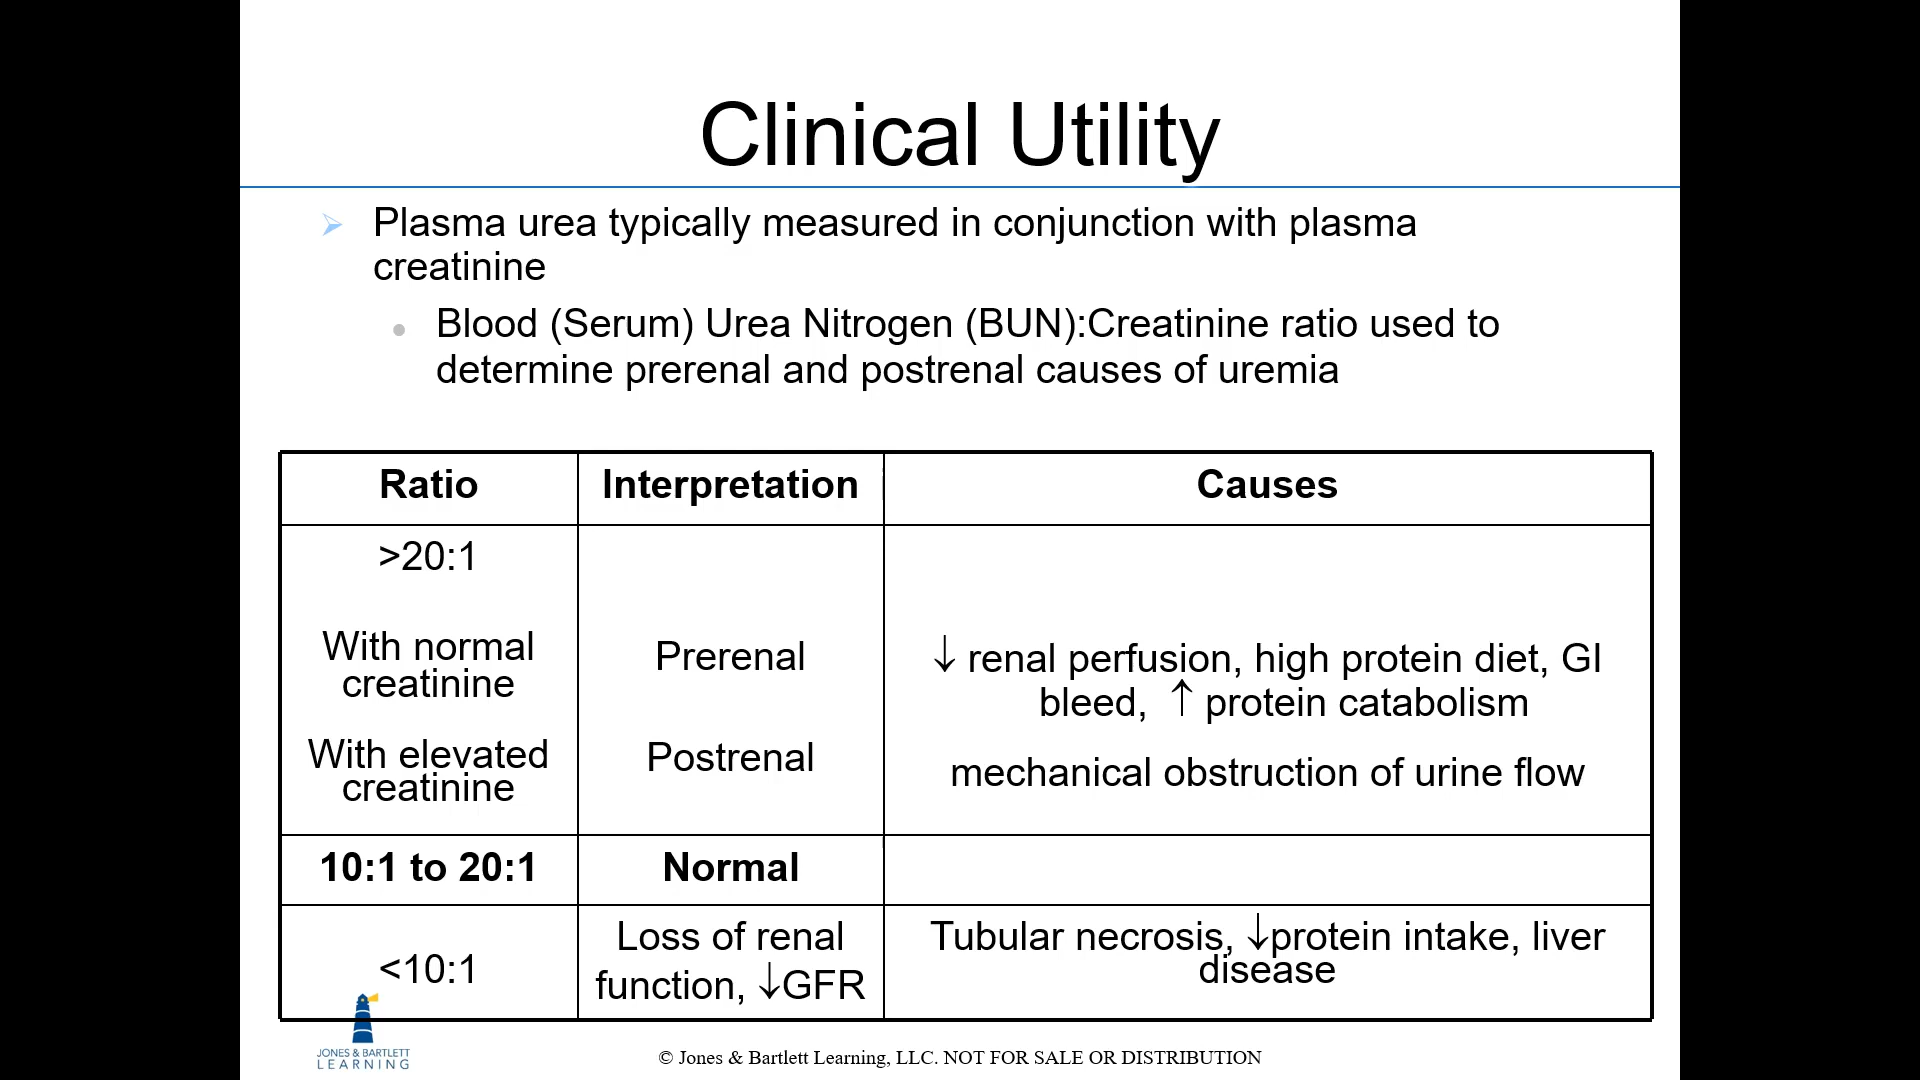 Clinical Utility
Plasma urea typically measured in conjunction with plasma
creatinine
Blood (Serum) Urea Nitrogen (BUN):Creatinine ratio used to
determine prerenal and postrenal causes of uremia
Ratio
Interpretation
Causes
>20:1
With normal
creatinine
Prerenal
↓ renal perfusion, high protein diet, GI
bleed, ↑ protein catabolism
With elevated
creatinine
Postrenal
mechanical obstruction of urine flow
10:1 to 20:1
Normal
<10:1
Loss of renal
function, ↓GFR
Tubular necrosis, ↓protein intake, liver
disease
JONES & BARTLETT
LEARNING
© Jones & Bartlett Learning, LLC. NOT FOR SALE OR DISTRIBUTION